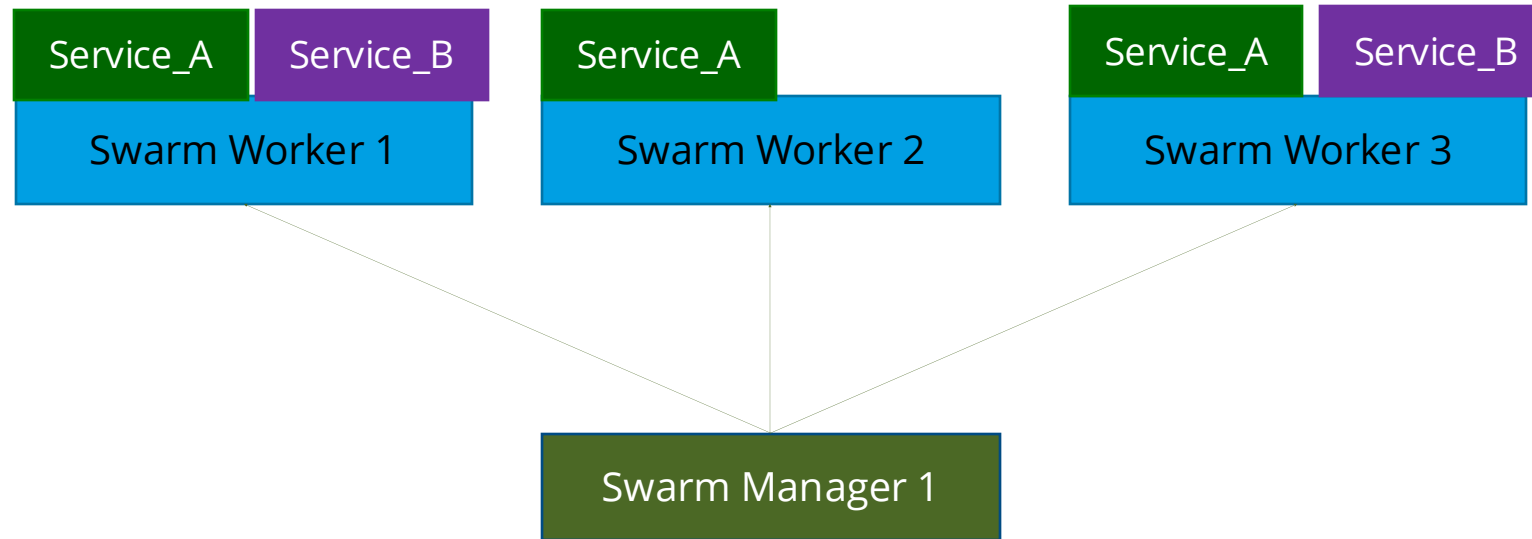 Service_A
Service_B
Service_A
Service_A
Service_B
Swarm Worker 1
Swarm Worker 2
Swarm Worker 3
Swarm Manager 1